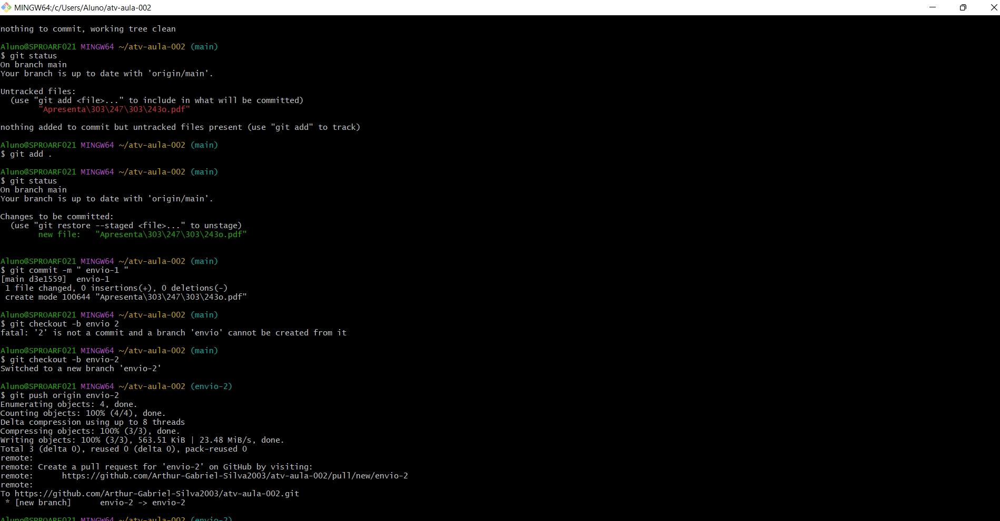 MINGW64:/c/Users/Aluno/atv-aula-002
nothing to commit, working tree clean
Aluno@SPROARF021 MINGW64 ~/atv-aula-002 (main)
$ git status
On branch main
Your branch is up to date with 'origin/main'.
Untracked files:
  (use "git add <file>..." to include in what will be committed)
        "Apresenta\303\247\303\243o.pdf"
nothing added to commit but untracked files present (use "git add" to track)
Aluno@SPROARF021 MINGW64 ~/atv-aula-002 (main)
$ git add .
Aluno@SPROARF021 MINGW64 ~/atv-aula-002 (main)
$ git status
On branch main
Your branch is up to date with 'origin/main'.
Changes to be committed:
  (use "git restore --staged <file>..." to unstage)
        new file:   "Apresenta\303\247\303\243o.pdf"
Aluno@SPROARF021 MINGW64 ~/atv-aula-002 (main)
$ git commit -m " envio-1 "
[main d3e1559]  envio-1
 1 file changed, 0 insertions(+), 0 deletions(-)
 create mode 100644 "Apresenta\303\247\303\243o.pdf"
Aluno@SPROARF021 MINGW64 ~/atv-aula-002 (main)
$ git checkout -b envio 2
fatal: '2' is not a commit and a branch 'envio' cannot be created from it
Aluno@SPROARF021 MINGW64 ~/atv-aula-002 (main)
$ git checkout -b envio-2
Switched to a new branch 'envio-2'
Aluno@SPROARF021 MINGW64 ~/atv-aula-002 (envio-2)
$ git push origin envio-2
Enumerating objects: 4, done.
Counting objects: 100% (4/4), done.
Delta compression using up to 8 threads
Compressing objects: 100% (3/3), done.
Writing objects: 100% (3/3), 563.51 KiB | 23.48 MiB/s, done.
Total 3 (delta 0), reused 0 (delta 0), pack-reused 0
remote:
remote: Create a pull request for 'envio-2' on GitHub by visiting:
remote:      https://github.com/Arthur-Gabriel-Silva2003/atv-aula-002/pull/new/envio-2
remote:
To https://github.com/Arthur-Gabriel-Silva2003/atv-aula-002.git
 * [new branch]      envio-2 -> envio-2
Aluno@SPROARF021 MINGW64 ~/atv-aula-002 (envio-2)